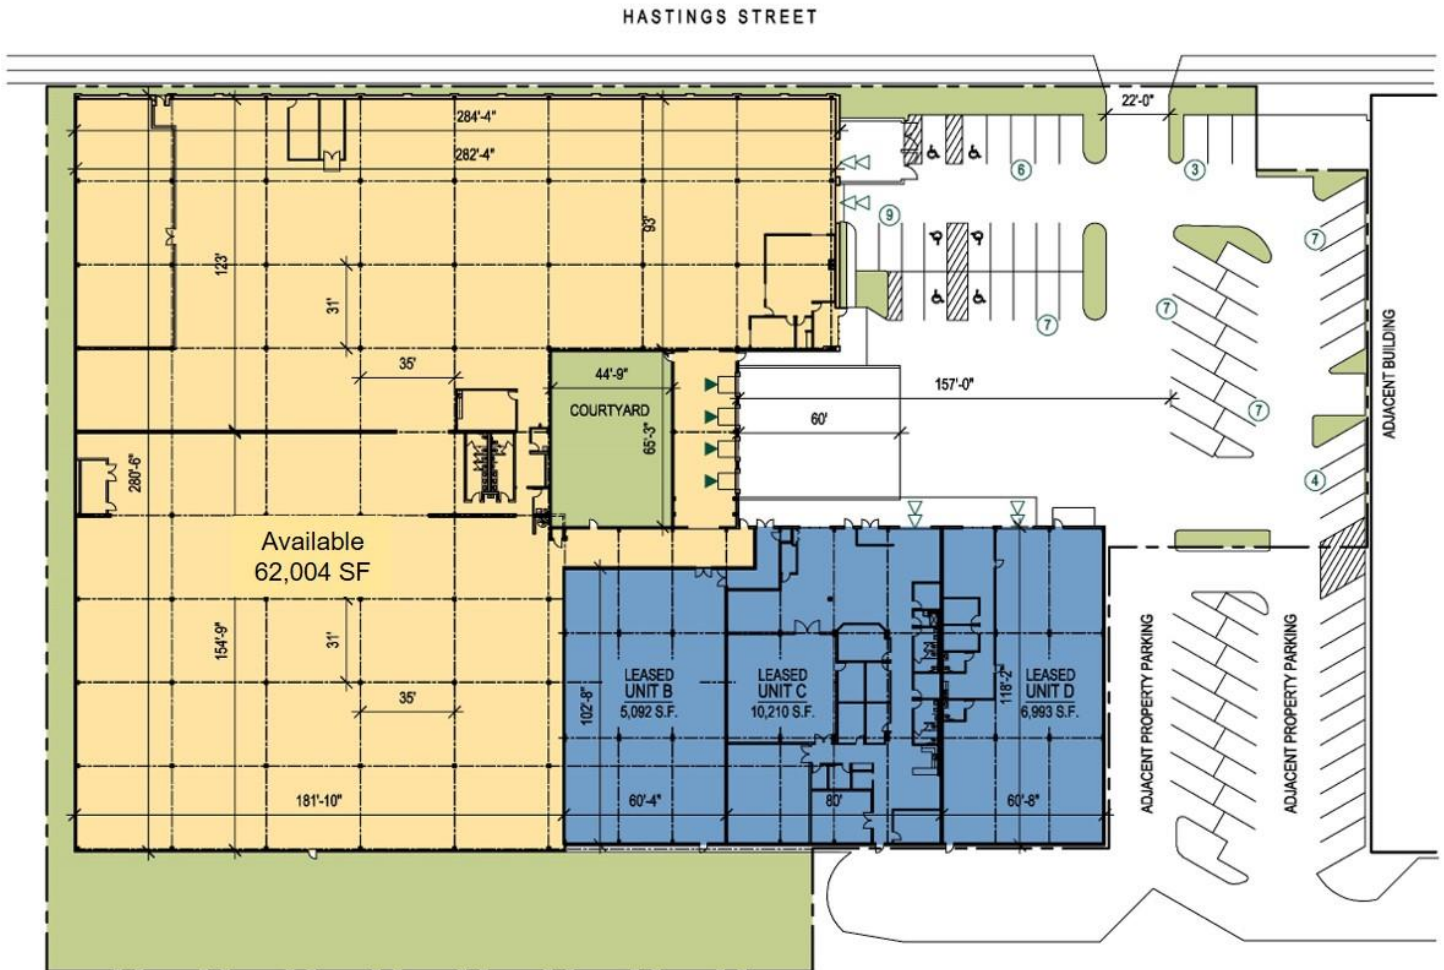 HASTINGS STREET
22'-0"
284'-4"
282'-4"
6
3
9
7
93'
123'
31'
7
7
35'
44'-9"
COURTYARD
65'-3"
157'-0"
60'
7
ADJACENT BUILDING
280'-6"
4
Available
62,004 SF
154'-9"
31'
35'
102'-8"
LEASED
UNIT B
5,092 S.F.
LEASED
UNIT C
10,210 S.F.
118'-2"
LEASED
UNIT D
6,993 S.F.
ADJACENT PROPERTY PARKING
ADJACENT PROPERTY PARKING
181'-10"
60'-4"
80'
60'-8"